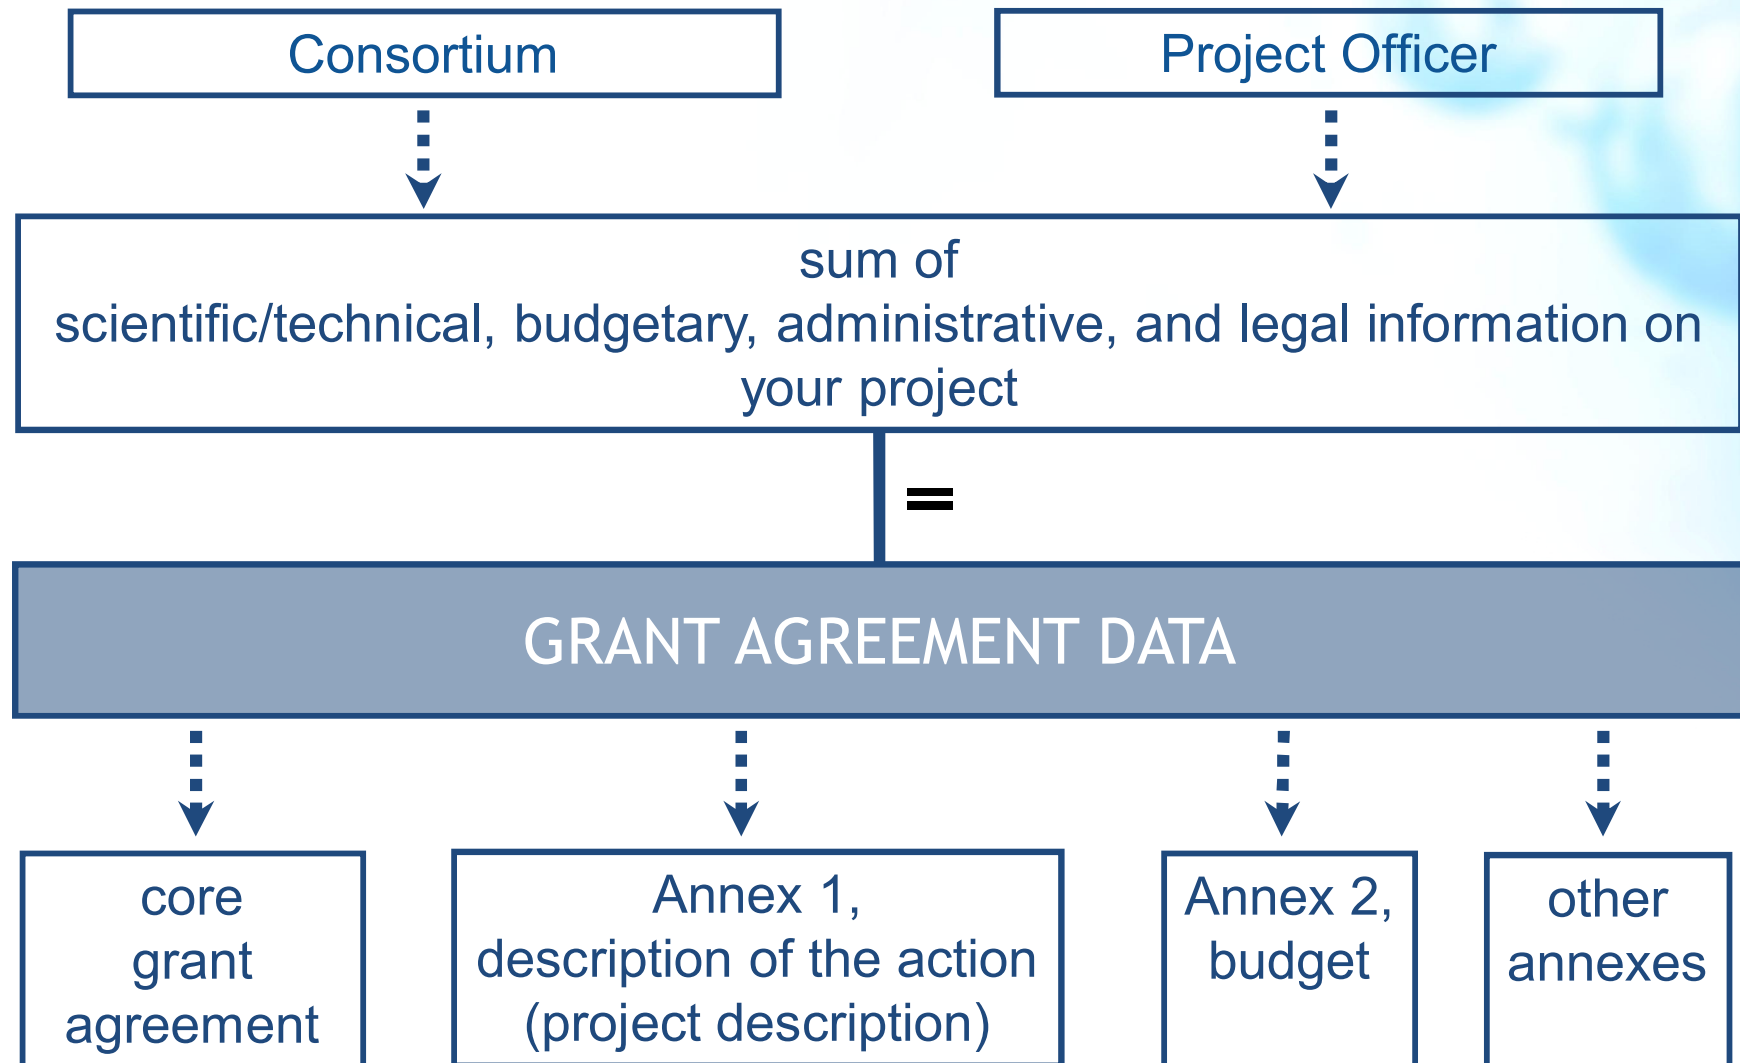 Consortium
Project Officer
sum of
scientific/technical, budgetary, administrative, and legal information on
your project
=
GRANT AGREEMENT DATA
core
grant
agreement
Annex 1,
description of the action
(project description)
Annex 2,
budget
other
annexes